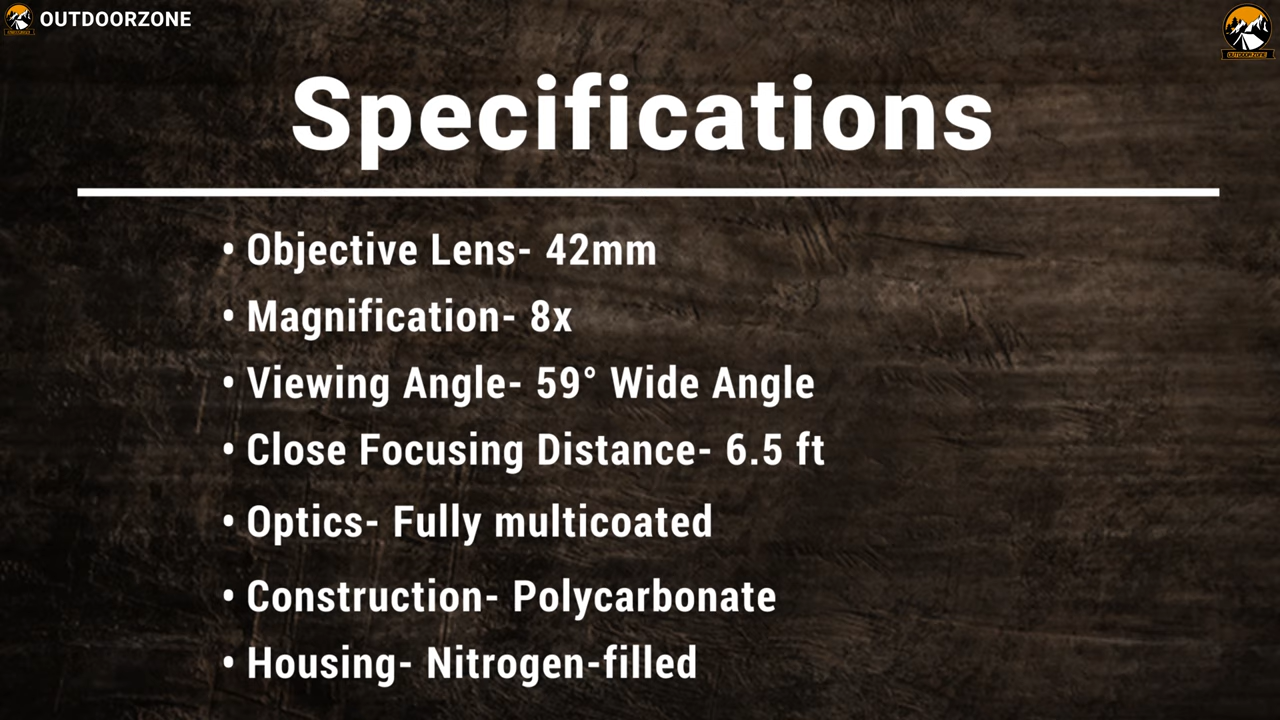 OUTDOORZONE
OUTDOORZONE
Specifications
• Objective Lens- 42mm
• Magnification- 8x
• Viewing Angle- 59° Wide Angle
• Close Focusing Distance- 6.5 ft
• Optics- Fully multicoated
• Construction- Polycarbonate
• Housing- Nitrogen-filled